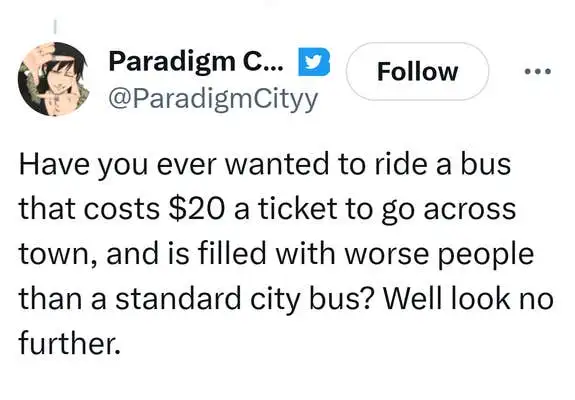 Paradigm C...
Follow
@ParadigmCityy
Have you ever wanted to ride a bus
that costs $20 a ticket to go across
town, and is filled with worse people
than a standard city bus? Well look no
further.